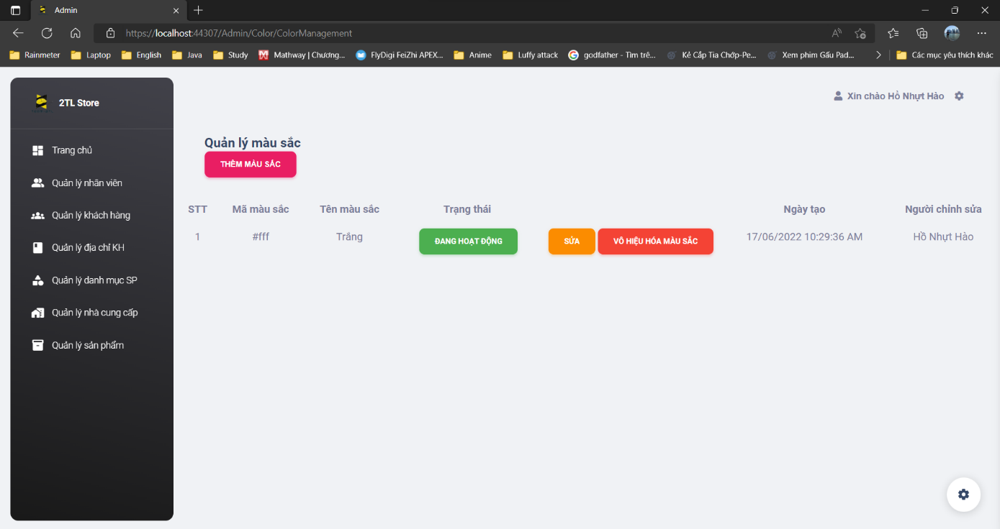 Admin
https://localhost:44307/Admin/Color/ColorManagement
Rainmeter Laptop English Java Study Mathway | Chương... FlyDigi FeiZhi APEX... Anime Luffy attack godfather - Tìm trê... Kẻ Cắp Tia Chớp-Pe... Xem phim Gấu Pad... Các mục yêu thích khác
2TL Store
Xin chào Hồ Nhựt Hào
Trang chủ
Quản lý nhân viên
Quản lý khách hàng
Quản lý địa chỉ KH
Quản lý danh mục SP
Quản lý nhà cung cấp
Quản lý sản phẩm
Quản lý màu sắc
THÊM MÀU SẮC
STT Mã màu sắc Tên màu sắc Trạng thái Ngày tạo Người chỉnh sửa
1 #fff Trắng ĐANG HOẠT ĐỘNG SỬA VÔ HIỆU HÓA MÀU SẮC 17/06/2022 10:29:36 AM Hồ Nhựt Hào